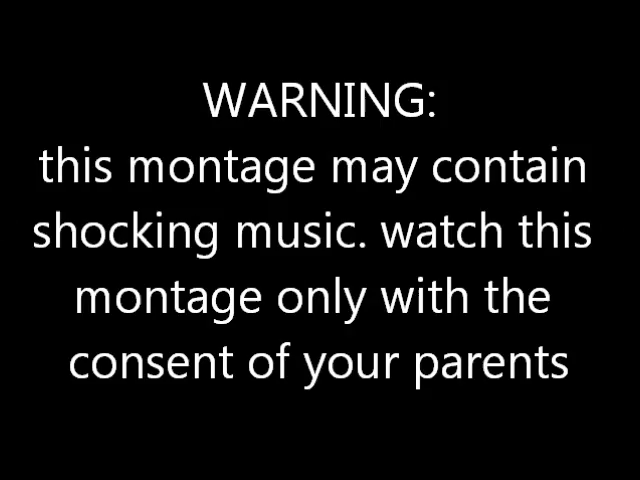 WARNING:
this montage may contain
shocking music. watch this
montage only with the
consent of your parents